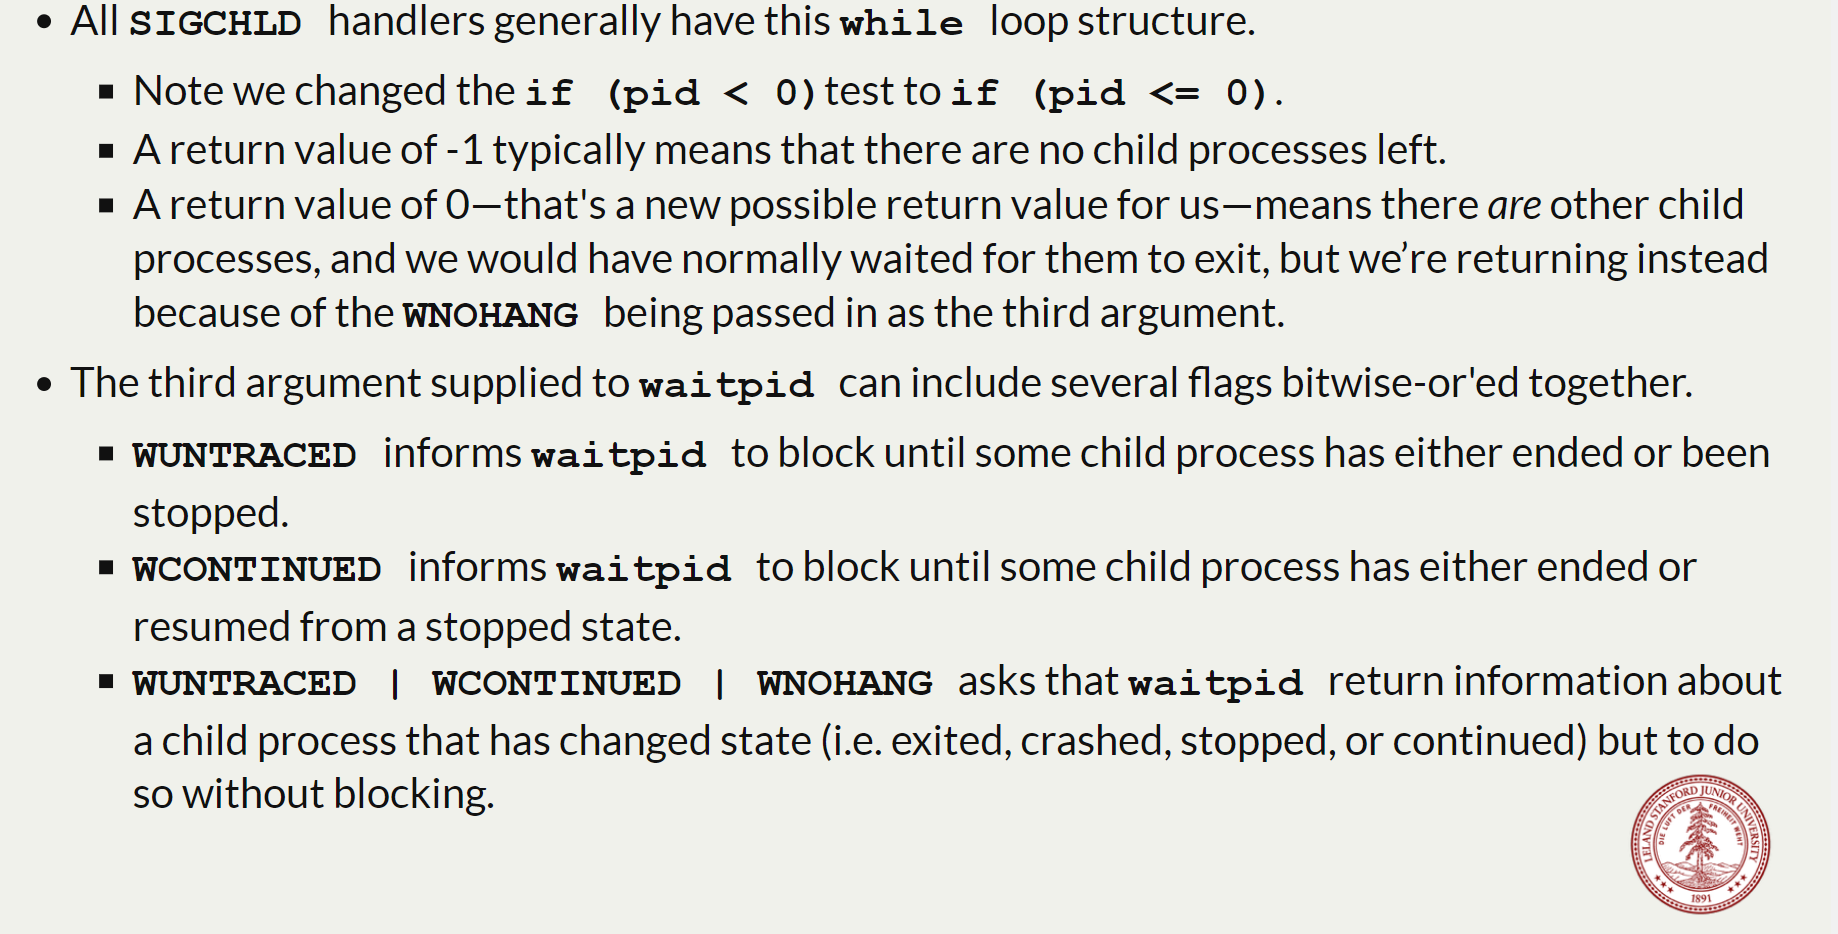 • All SIGCHLD handlers generally have this while loop structure.
▪ Note we changed the if (pid < 0) test to if (pid <= 0).
▪ A return value of -1 typically means that there are no child processes left.
▪ A return value of 0—that's a new possible return value for us—means there are other child
processes, and we would have normally waited for them to exit, but we’re returning instead
because of the WNOHANG being passed in as the third argument.
• The third argument supplied to waitpid can include several flags bitwise-or'ed together.
▪ WUNTRACED informs waitpid to block until some child process has either ended or been
stopped.
▪ WCONTINUED informs waitpid to block until some child process has either ended or
resumed from a stopped state.
▪ WUNTRACED | WCONTINUED | WNOHANG asks that waitpid return information about
a child process that has changed state (i.e. exited, crashed, stopped, or continued) but to do
so without blocking.
LELAND STANFORD JUNIOR UNIVERSITY
DIE LUFT DER FREIHEIT WEHT
1891